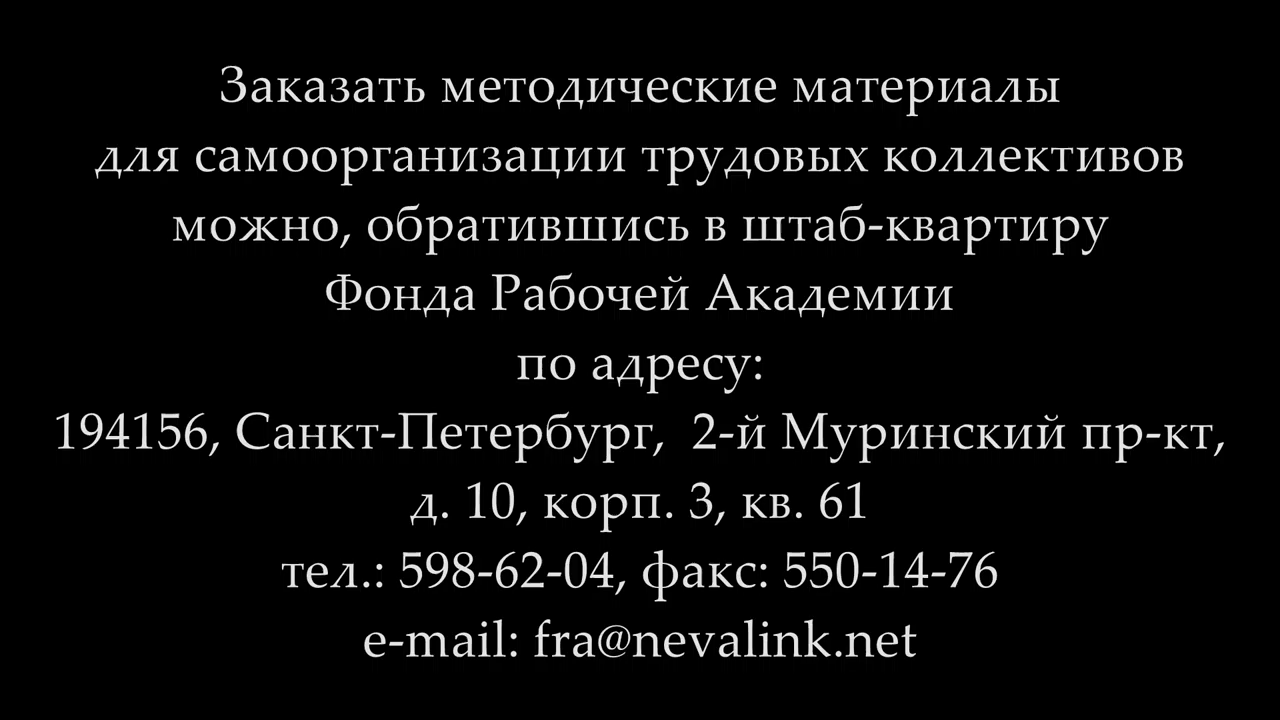 Заказать методические материалы
для самоорганизации трудовых коллективов
можно, обратившись в штаб-квартиру
Фонда Рабочей Академии
по адресу:
194156, Санкт-Петербург,  2-й Муринский пр-кт,
д. 10, корп. 3, кв. 61
тел.: 598-62-04, факс: 550-14-76
e-mail: fra@nevalink.net